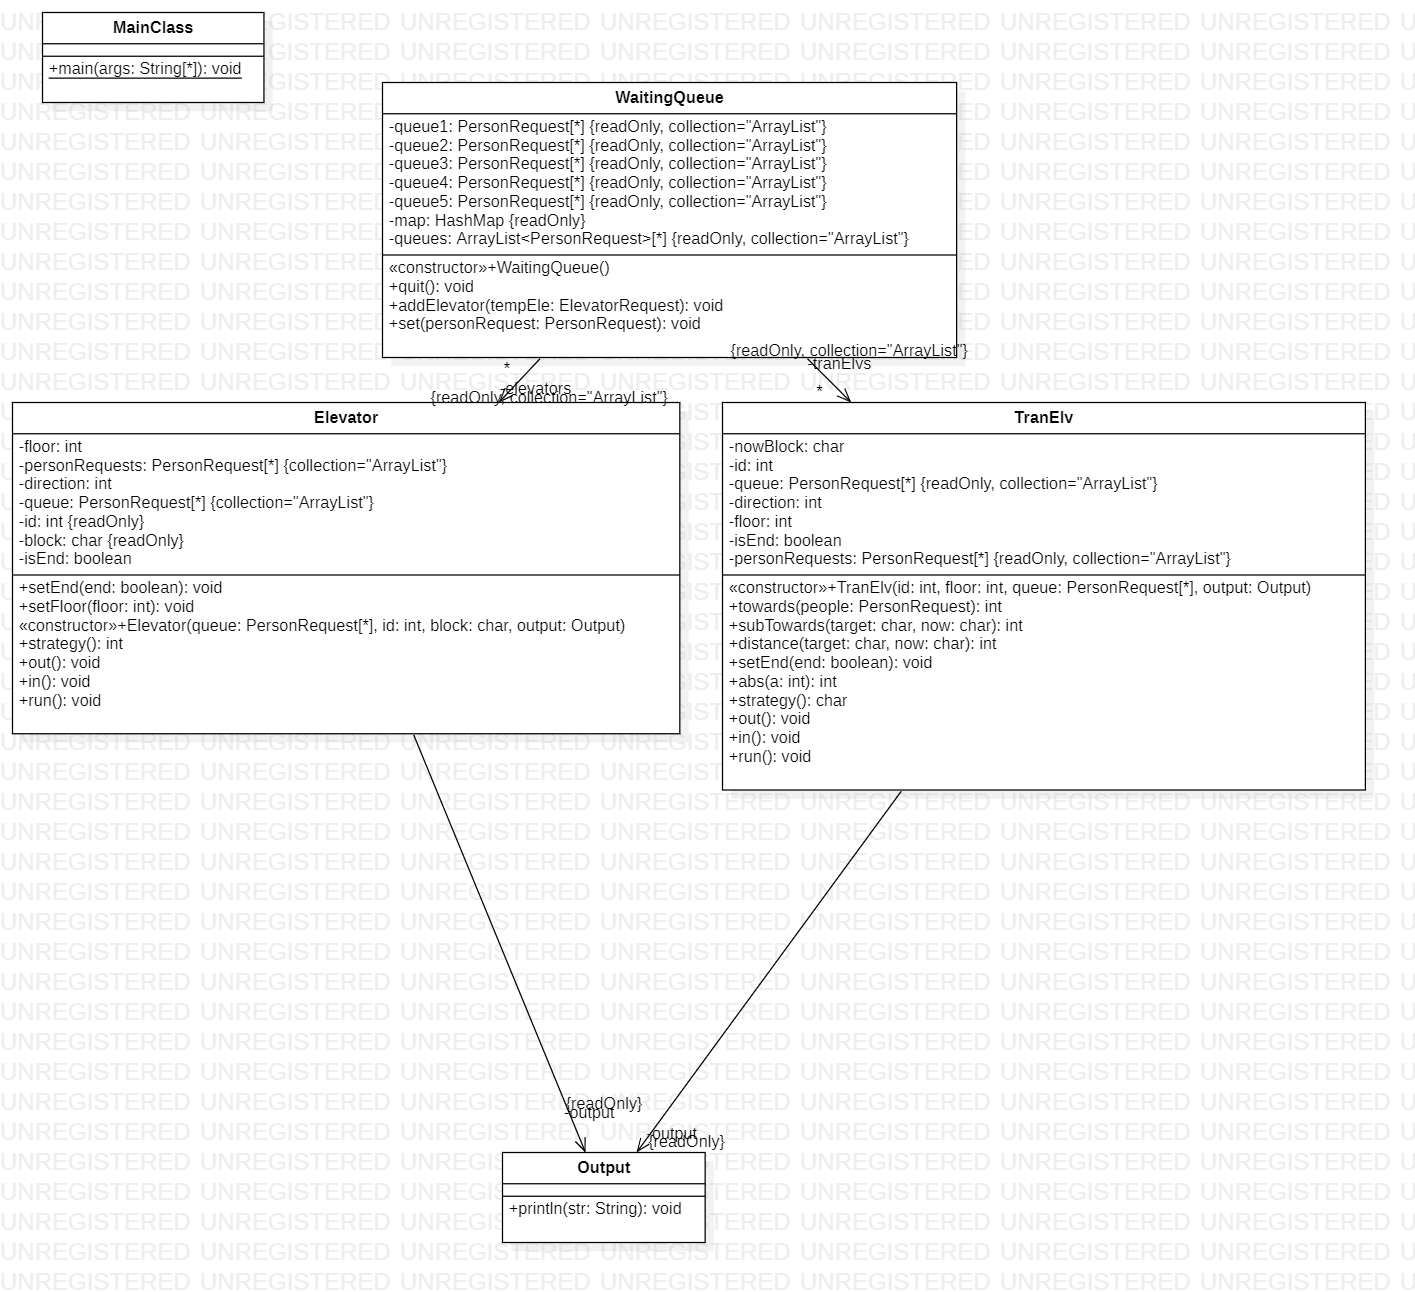 MainClass
+main(args: String[*]): void
WaitingQueue
-queue1: PersonRequest[*] {readOnly, collection="ArrayList"}
-queue2: PersonRequest[*] {readOnly, collection="ArrayList"}
-queue3: PersonRequest[*] {readOnly, collection="ArrayList"}
-queue4: PersonRequest[*] {readOnly, collection="ArrayList"}
-queue5: PersonRequest[*] {readOnly, collection="ArrayList"}
-map: HashMap {readOnly}
-queues: ArrayList<PersonRequest>[*] {readOnly, collection="ArrayList"}
«constructor»+WaitingQueue()
+quit(): void
+addElevator(tempEle: ElevatorRequest): void
+set(personRequest: PersonRequest): void
{readOnly, collection="ArrayList"}
-tranElvs
*
*
-elevators
{readOnly, collection="ArrayList"}
Elevator
-floor: int
-personRequests: PersonRequest[*] {collection="ArrayList"}
-direction: int
-queue: PersonRequest[*] {collection="ArrayList"}
-id: int {readOnly}
-block: char {readOnly}
-isEnd: boolean
+setEnd(end: boolean): void
+setFloor(floor: int): void
«constructor»+Elevator(queue: PersonRequest[*], id: int, block: char, output: Output)
+strategy(): int
+out(): void
+in(): void
+run(): void
TranElv
-nowBlock: char
-id: int
-queue: PersonRequest[*] {readOnly, collection="ArrayList"}
-direction: int
-floor: int
-isEnd: boolean
-personRequests: PersonRequest[*] {readOnly, collection="ArrayList"}
«constructor»+TranElv(id: int, floor: int, queue: PersonRequest[*], output: Output)
+towards(people: PersonRequest): int
+subTowards(target: char, now: char): int
+distance(target: char, now: char): int
+setEnd(end: boolean): void
+abs(a: int): int
+strategy(): char
+out(): void
+in(): void
+run(): void
{readOnly}
-output
-output
{readOnly}
Output
+println(str: String): void
UNREGISTERED